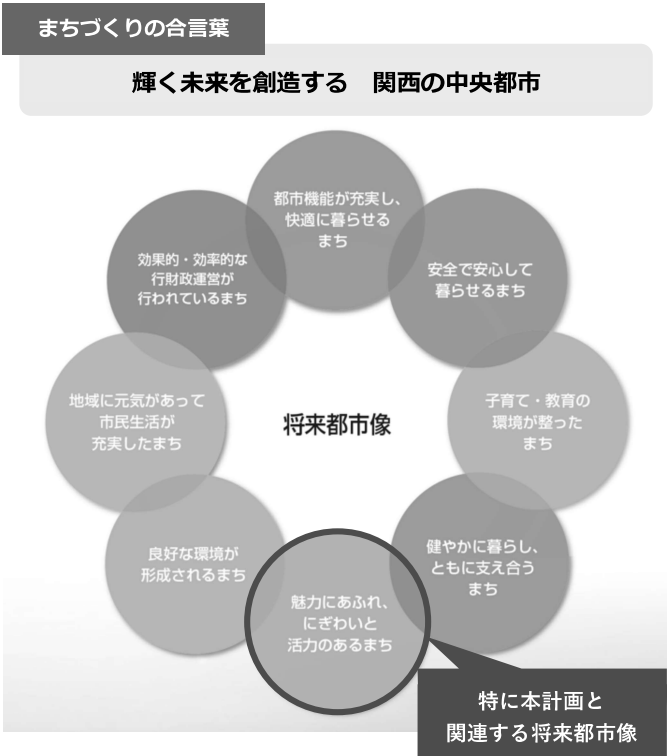 まちづくりの合言葉
輝く未来を創造する　関西の中央都市
都市機能が充実し、
快適に暮らせる
まち
安全で安心して
暮らせるまち
子育て・教育の
環境が整った
まち
健やかに暮らし、
ともに支え合う
まち
魅力にあふれ、
にぎわいと
活力のあるまち
良好な環境が
形成されるまち
地域に元気があって
市民生活が
充実したまち
効果的・効率的な
行財政運営が
行われているまち
将来都市像
特に本計画と
関連する将来都市像